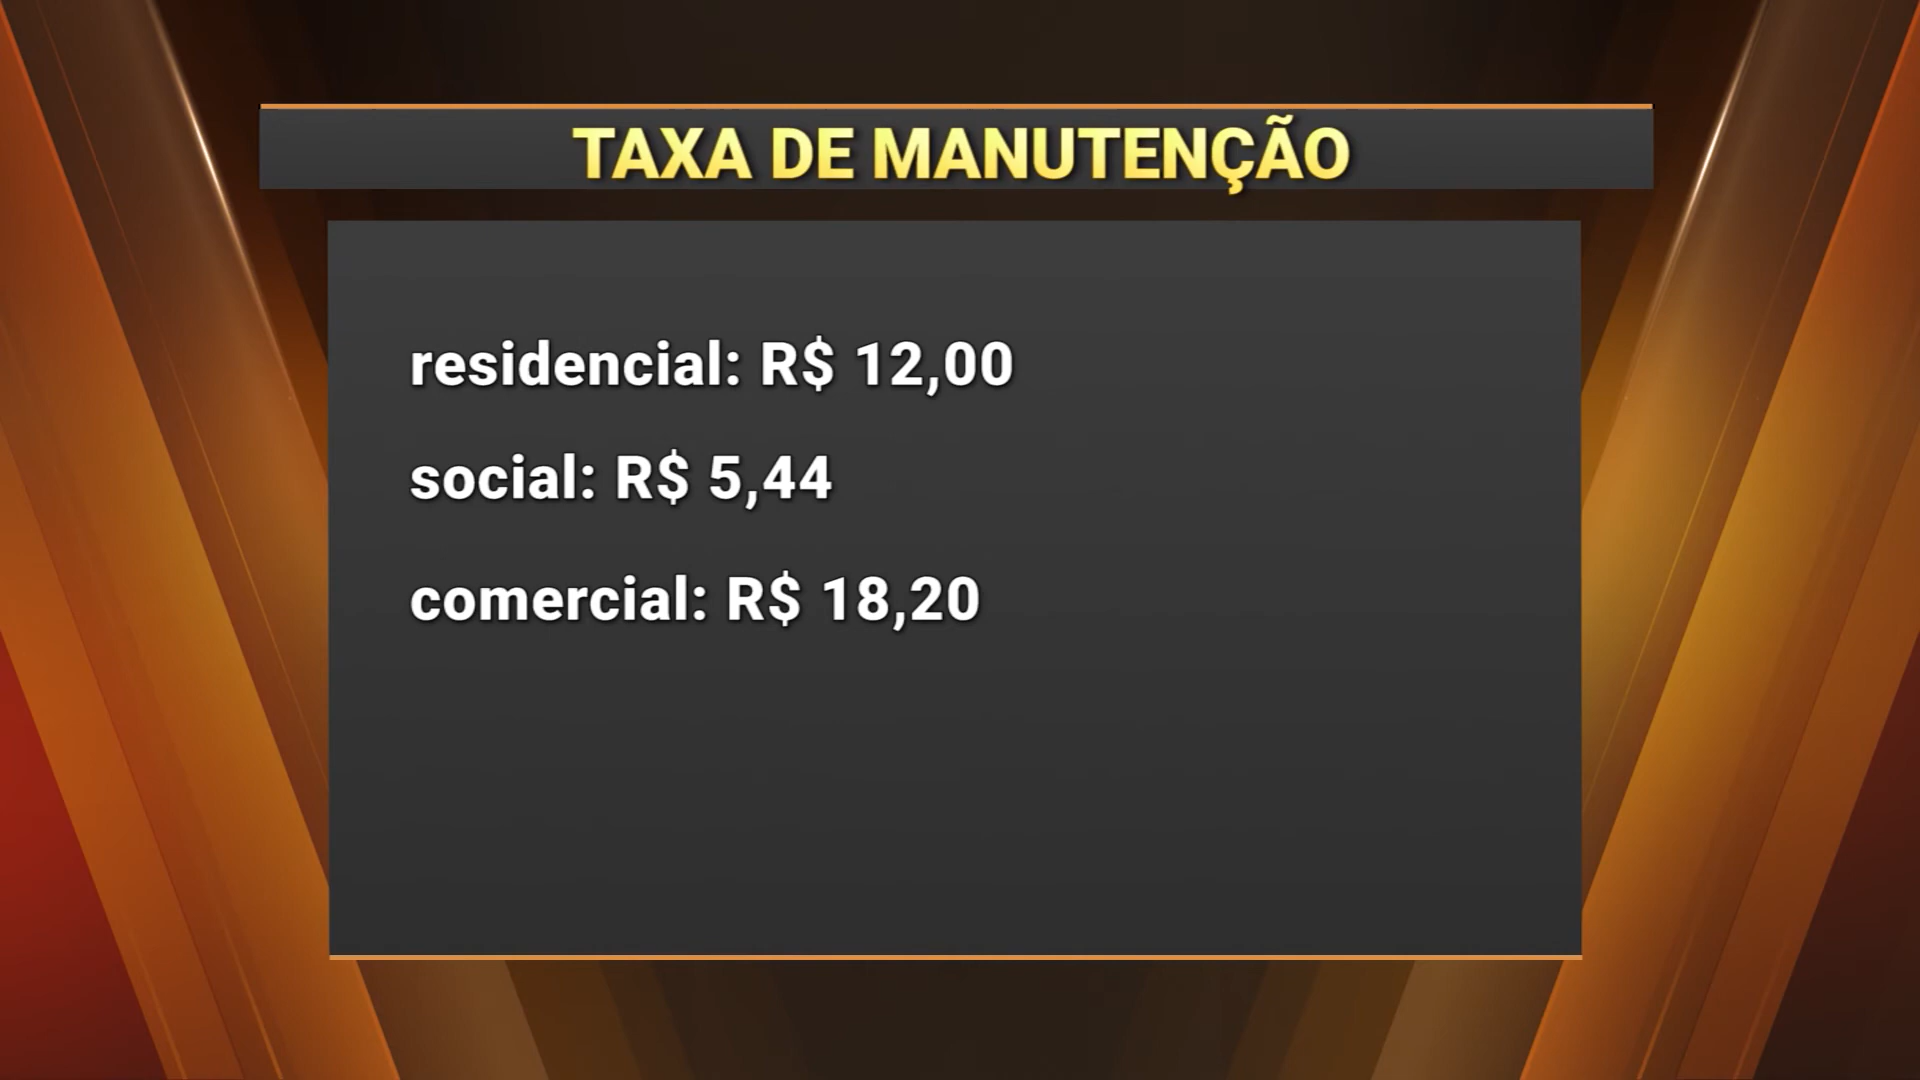 TAXA DE MANUTENÇÃO
residencial: R$ 12,00
social: R$ 5,44
comercial: R$ 18,20